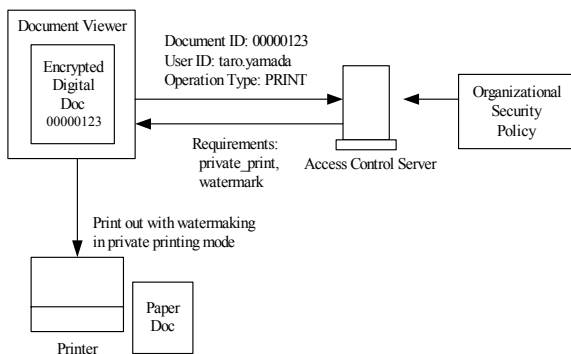 Document Viewer
Encrypted
Digital
Doc
00000123
Document ID: 00000123
User ID: taro.yamada
Operation Type: PRINT
Requirements:
private_print,
watermark
Access Control Server
Organizational
Security
Policy
Print out with watermaking
in private printing mode
Paper
Doc
Printer